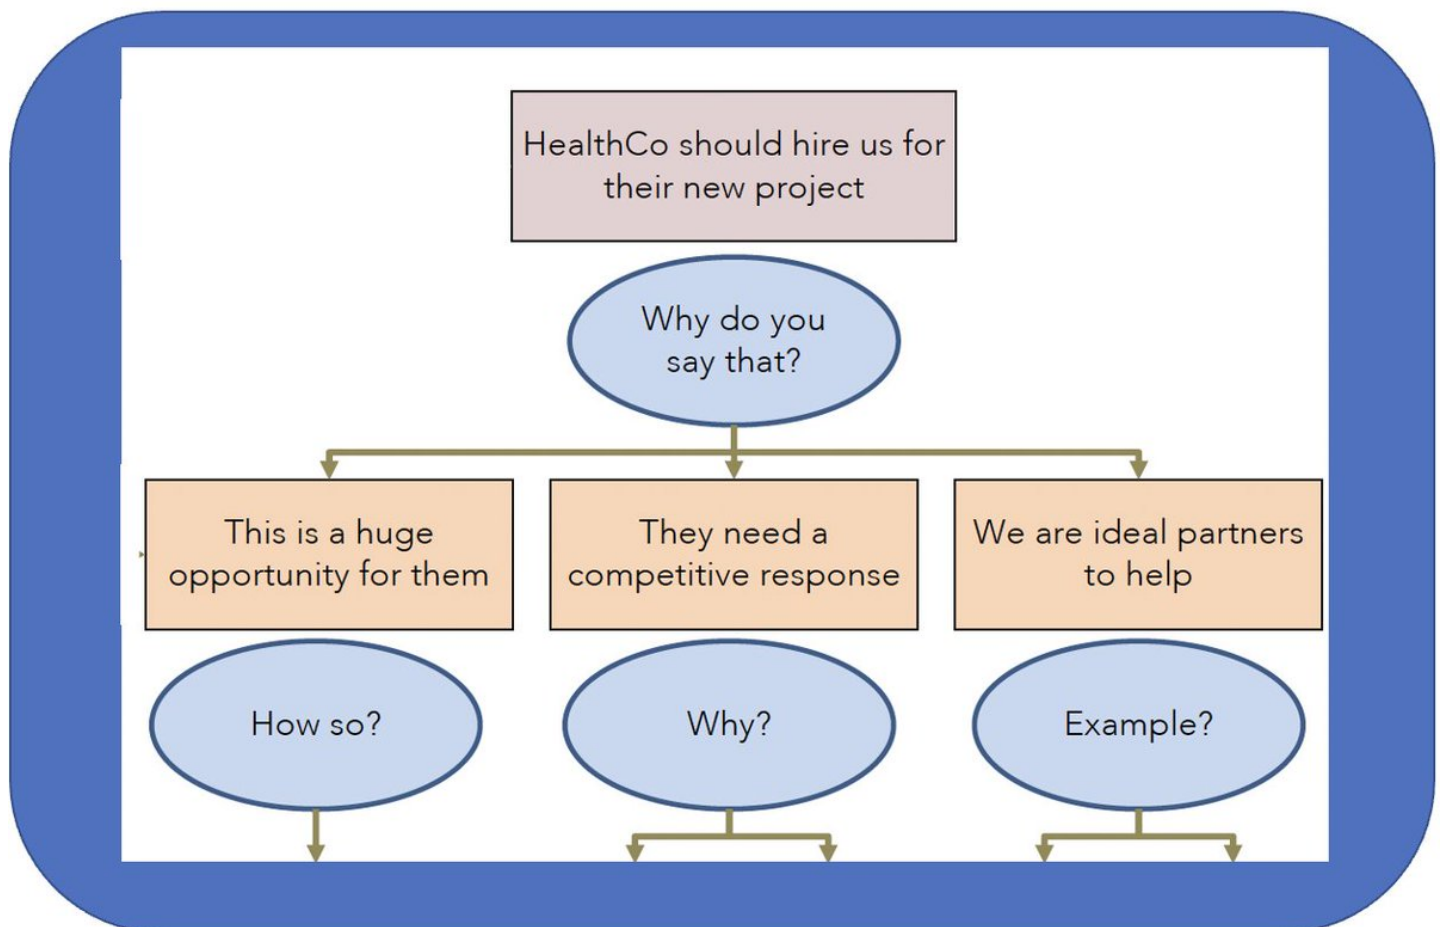 HealthCo should hire us for
their new project
Why do you
say that?
This is a huge
opportunity for them
They need a
competitive response
We are ideal partners
to help
How so?
Why?
Example?